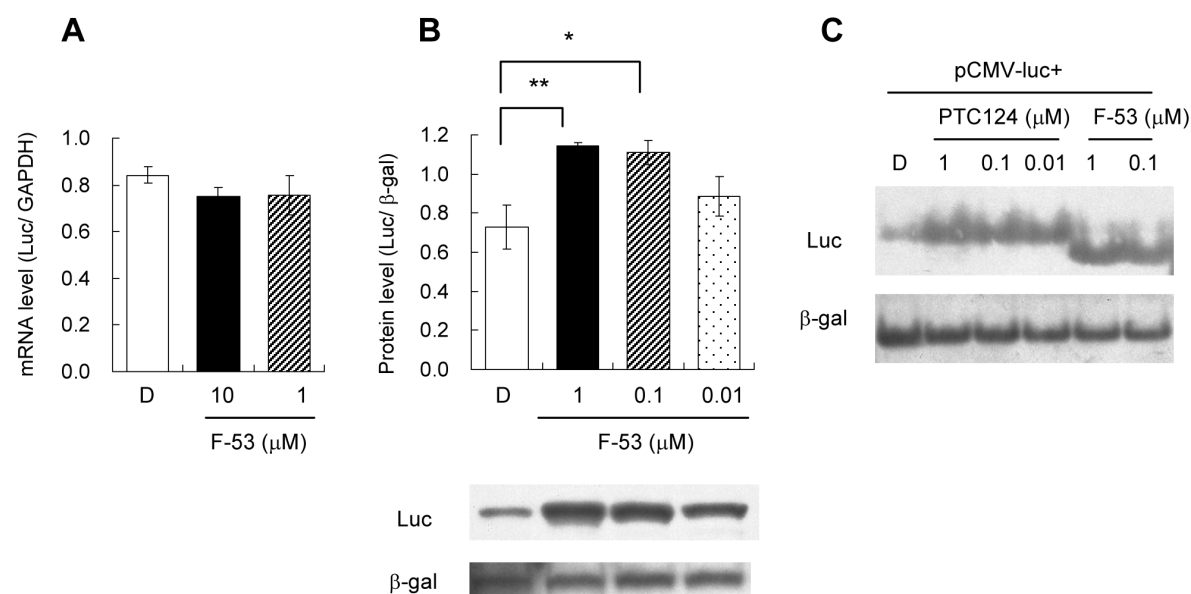 A
mRNA level (Luc/ GAPDH)
1.0
0.8
0.6
0.4
0.2
0.0
D 10 1
F-53 (μM)
B
*
**
Protein level (Luc/ β-gal)
1.2
1.0
0.8
0.6
0.4
0.2
0.0
D 1 0.1 0.01
F-53 (μM)
Luc
β-gal
C
pCMV-luc+
PTC124 (μM) F-53 (μM)
D 1 0.1 0.01 1 0.1
Luc
β-gal